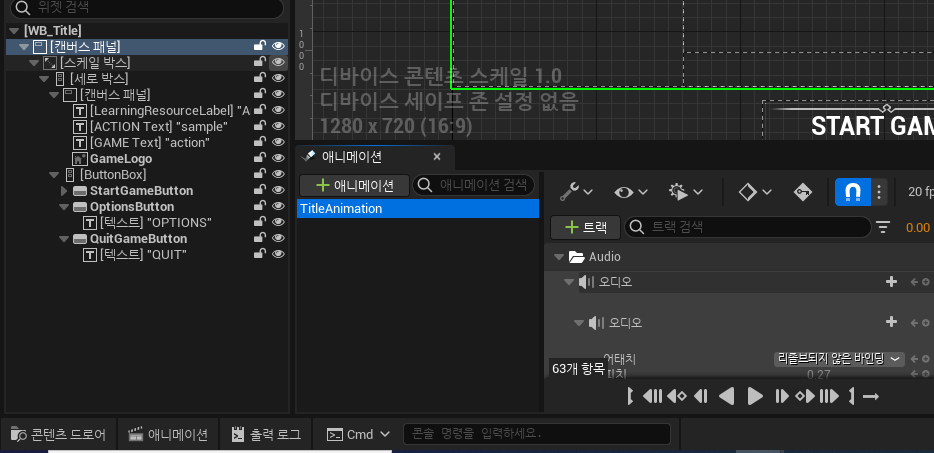 위젯 검색
[WB_Title]
[캔버스 패널]
[스케일 박스]
[세로 박스]
[캔버스 패널]
[LearningResourceLabel] "A
[ACTION Text] "sample"
[GAME Text] "action"
GameLogo
[ButtonBox]
StartGameButton
OptionsButton
[텍스트] "OPTIONS"
QuitGameButton
[텍스트] "QUIT"
1000
디바이스 콘텐츠 스케일 1.0
디바이스 세이프 존 설정 없음
1280 x 720 (16:9)
START GAM
애니메이션
애니메이션
애니메이션 검색
TitleAnimation
20 fp
트랙
트랙 검색
0.00
Audio
오디오
오디오
어태치
리졸브되지 않은 바인딩
피치
0.27
63개 항목
콘텐츠 드로어
애니메이션
출력 로그
Cmd
콘솔 명령을 입력하세요.